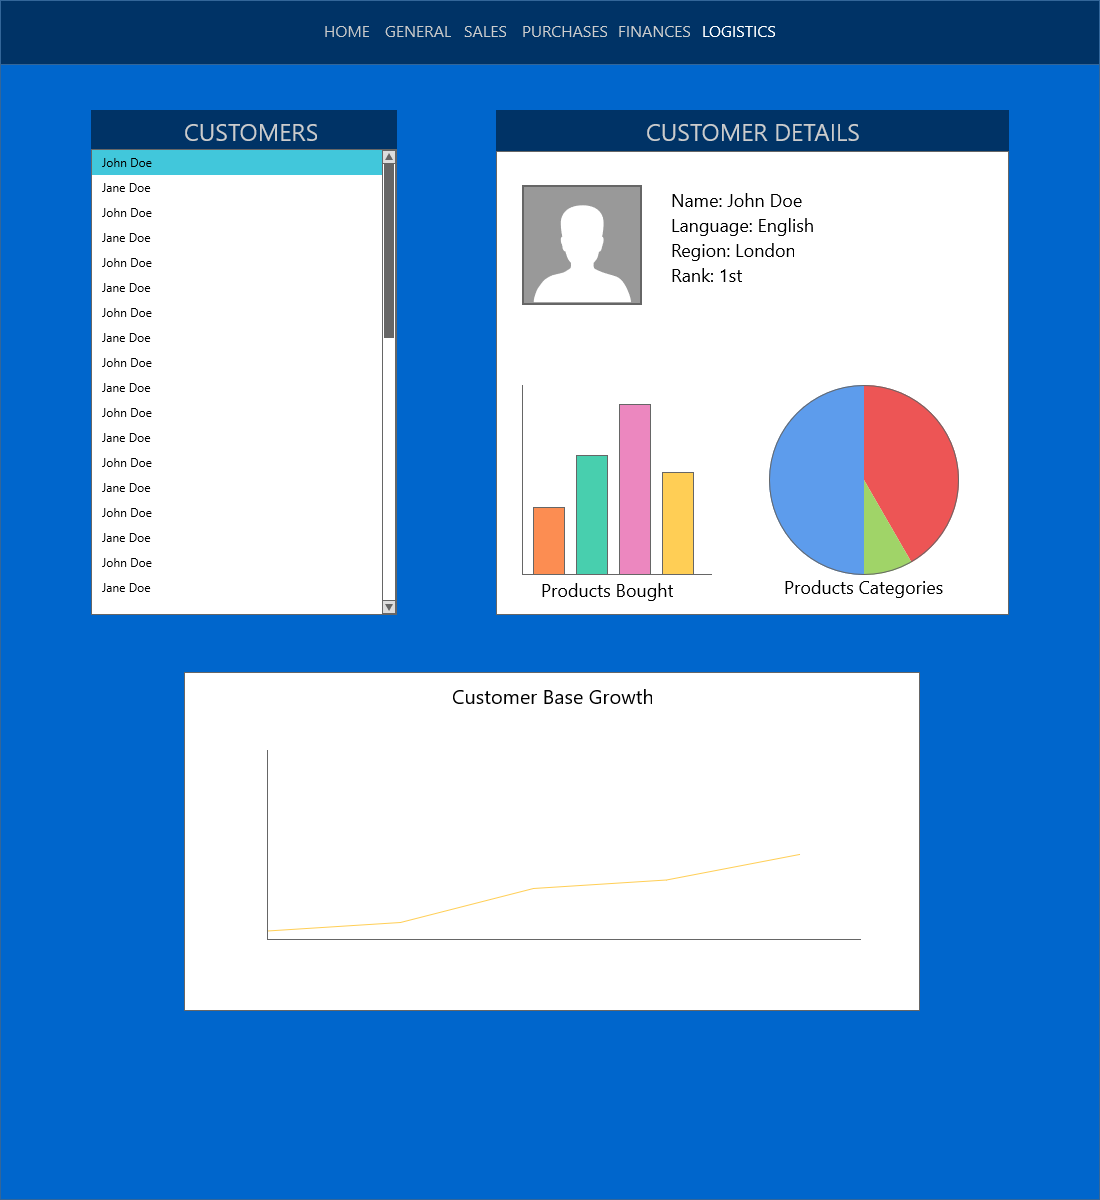 HOME GENERAL SALES PURCHASES FINANCES LOGISTICS
CUSTOMERS
John Doe
Jane Doe
John Doe
Jane Doe
John Doe
Jane Doe
John Doe
Jane Doe
John Doe
Jane Doe
John Doe
Jane Doe
John Doe
Jane Doe
John Doe
Jane Doe
John Doe
Jane Doe
CUSTOMER DETAILS
Name: John Doe
Language: English
Region: London
Rank: 1st
Products Bought
Products Categories
Customer Base Growth